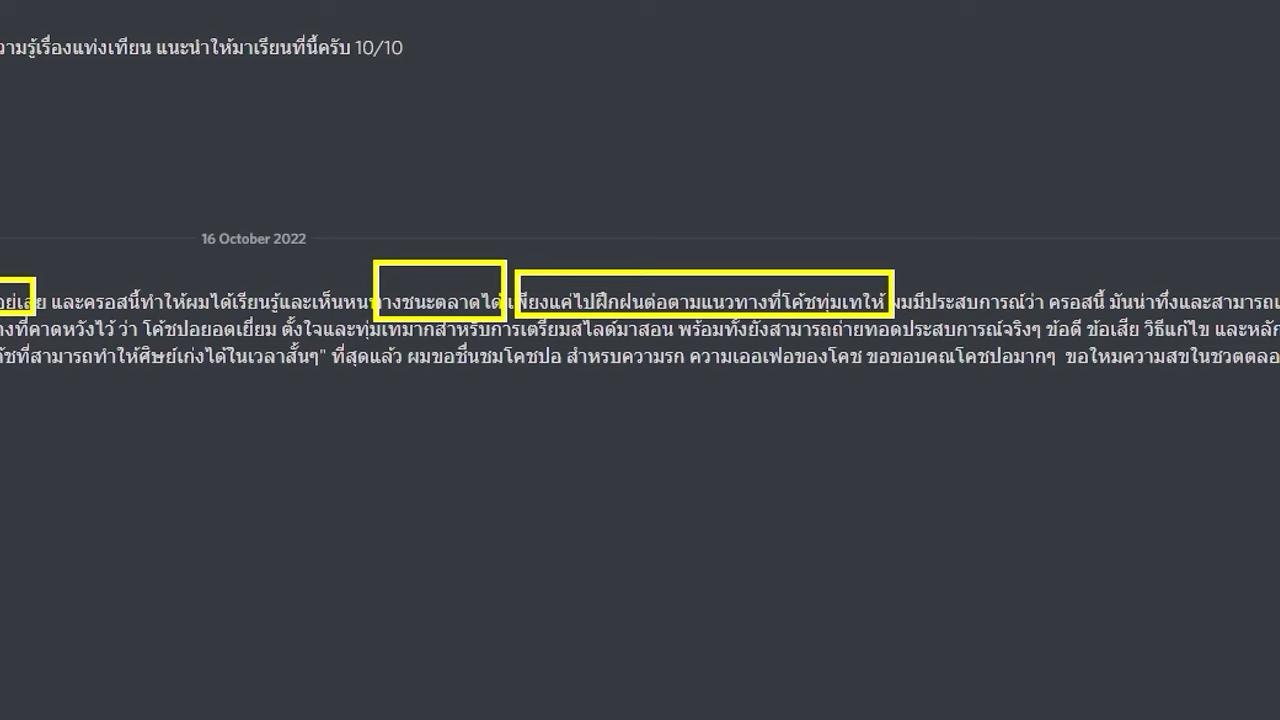 วามรู้เรื่องแท่งเทียน แนะนำให้มาเรียนที่นี้ครับ 10/10
16 October 2022
และครอสนี้ทำให้ผมได้เรียนรู้และเห็นหนทางชนะตลาดได้ เพียงแค่ไปฝึกฝนต่อตามแนวทางที่โค้ชทุ่มเทให้ ผมมีประสบการณ์ว่า ครอสนี้ มันน่าทึ่งและสามารถ
งที่คาดหวังไว้ ว่า โค้ชปอยอดเยี่ยม ตั้งใจและทุ่มเทมากสำหรับการเตรียมสไลด์มาสอน พร้อมทั้งยังสามารถถ่ายทอดประสบการณ์จริงๆ ข้อดี ข้อเสีย วิธีแก้ไข และหลัก
ค้ชที่สามารถทำให้ศิษย์เก่งได้ในเวลาสั้นๆ" ที่สุดแล้ว ผมขอชื่นชมโคชปอ สำหรบความรก ความเออเฟอของโคช ขอขอบคณโคชปอมากๆ ขอใหมความสขในชวตตลอ